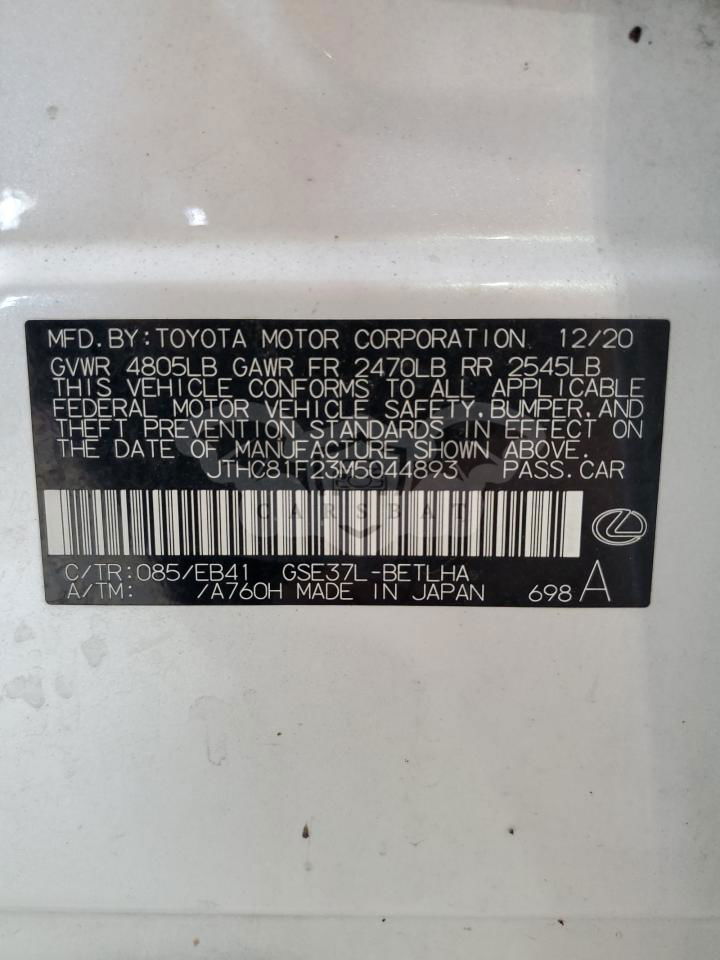 MFD.BY:TOYOTA MOTOR CORPORATION 12/20
GVWR 4805LB GAWR FR 2470LB RR 2545LB
THIS VEHICLE CONFORMS TO ALL APPLICABLE
FEDERAL MOTOR VEHICLE SAFETY,BUMPER,AND
THEFT PREVENTION STANDARDS IN EFFECT ON
THE DATE OF MANUFACTURE SHOWN ABOVE.
JTHC81F23M5044893 PASS.CAR
CARSBAT
C/TR:085/EB41 GSE37L-BETLHA
A/TM: /A760H MADE IN JAPAN 698 A